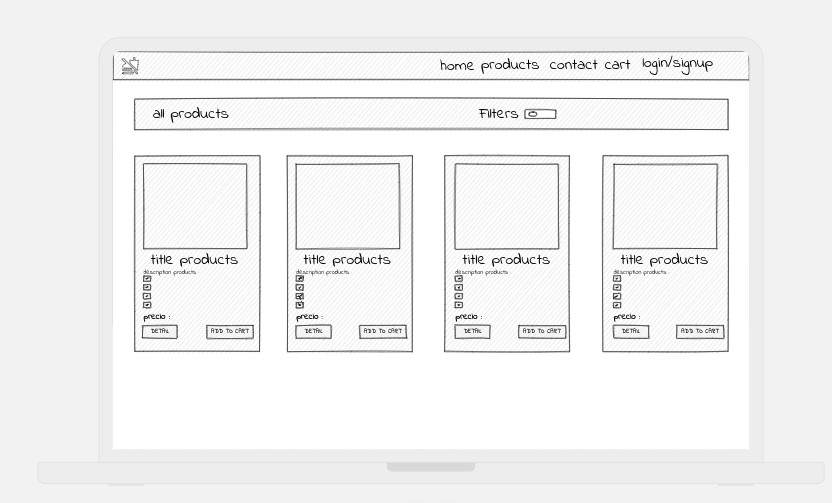 home products contact cart login/signup
all products Filters
title products title products title products title products
description products : description products : description products : description products :
precio : precio : precio : precio :
DETAIL ADD TO CART DETAIL ADD TO CART DETAIL ADD TO CART DETAIL ADD TO CART